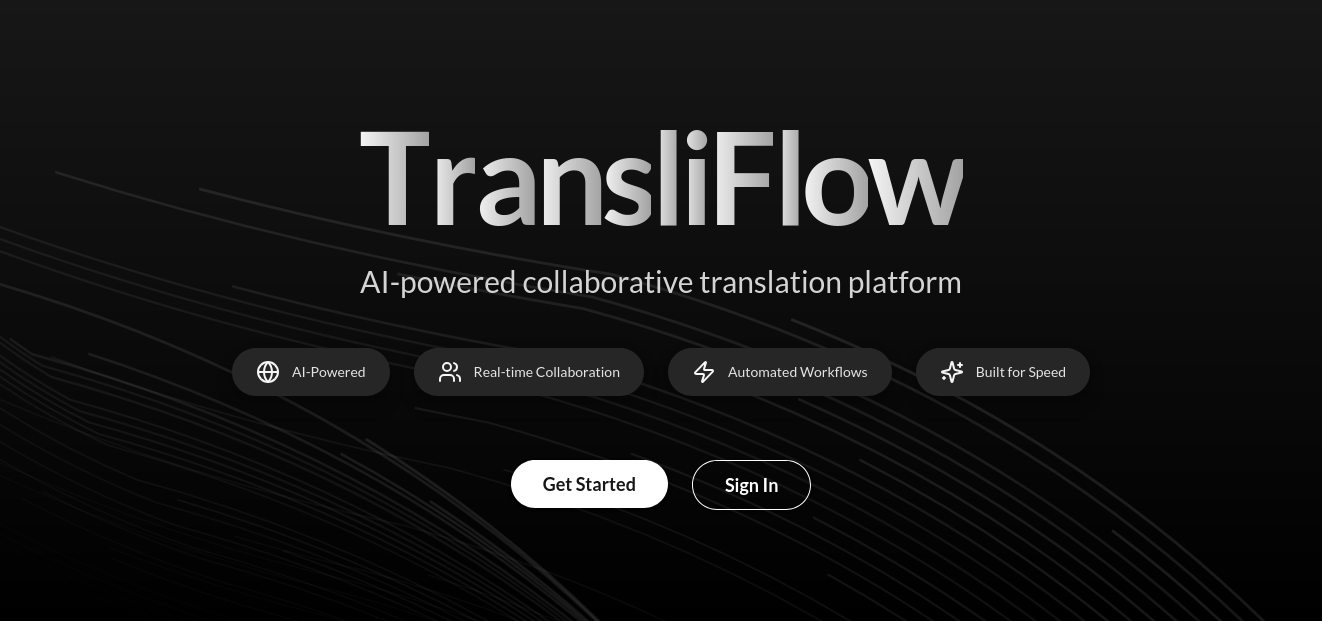 TransliFlow
AI-powered collaborative translation platform
AI-Powered
Real-time Collaboration
Automated Workflows
Built for Speed
Get Started
Sign In